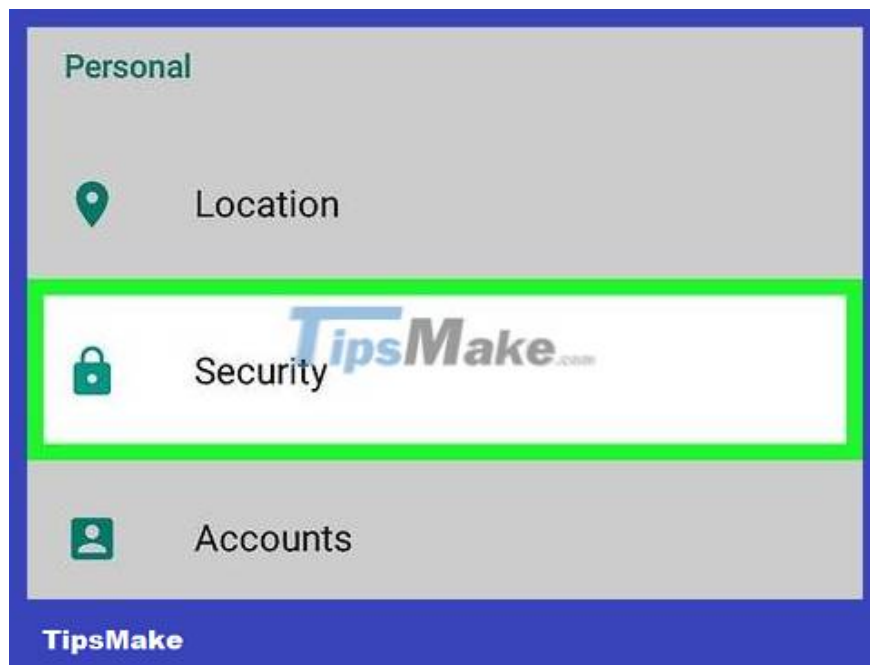 Personal
Location
TipsMake.com
Security
Accounts
TipsMake